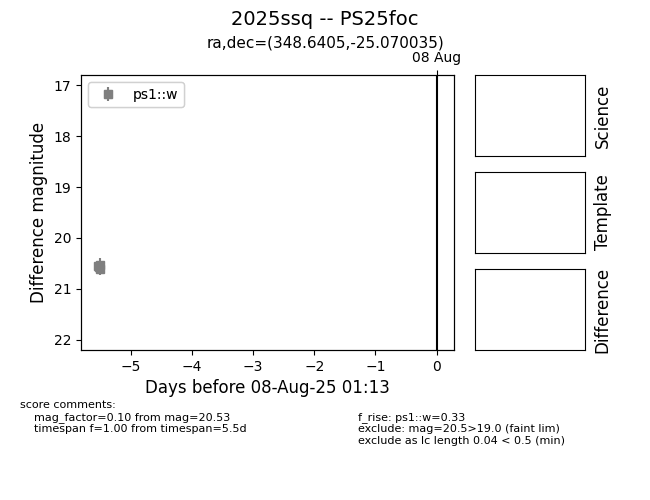 2025ssq -- PS25foc
ra,dec=(348.6405,-25.070035)
08 Aug
ps1::w
17
18
19
20
21
22
Difference magnitude
−5
−4
−3
−2
−1
0
Days before 08-Aug-25 01:13
Science
Template
Difference
score comments:
mag_factor=0.10 from mag=20.53
timespan f=1.00 from timespan=5.5d
f_rise: ps1::w=0.33
exclude: mag=20.5>19.0 (faint lim)
exclude as lc length 0.04 < 0.5 (min)